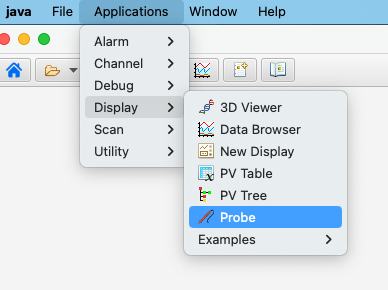 java File Applications Window Help
Alarm
Channel
Debug
Display
Scan
Utility
3D Viewer
Data Browser
New Display
PV Table
PV Tree
Probe
Examples